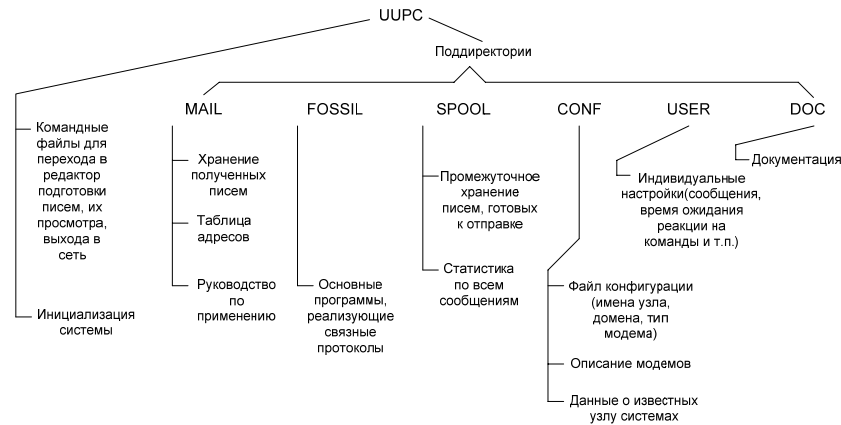 UUPC
Поддиректории
MAIL
FOSSIL
SPOOL
CONF
USER
DOC
Командные
файлы для
перехода в
редактор
подготовки
писем, их
просмотра,
выхода в
сеть
Инициализация
системы
Хранение
полученных
писем
Таблица
адресов
Руководство
по
применению
Основные
программы,
реализующие
связные
протоколы
Промежуточное
хранение
писем, готовых
к отправке
Статистика
по всем
сообщениям
Файл конфигурации
(имена узла,
домена, тип
модема)
Описание модемов
Данные о известных
узлу системах
Индивидуальные
настройки(сообщения,
время ожидания
реакции на
команды и т.п.)
Документация